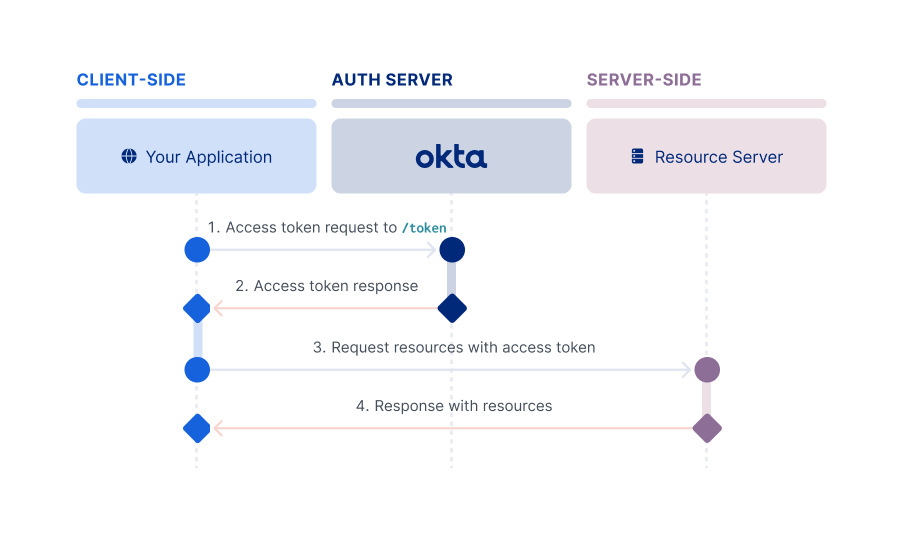 CLIENT-SIDE
AUTH SERVER
SERVER-SIDE
Your Application
okta
Resource Server
1. Access token request to /token
2. Access token response
3. Request resources with access token
4. Response with resources